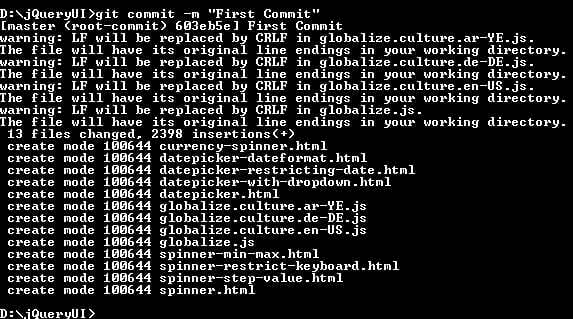 D:\jQueryUI>git commit -m "First Commit"
[master (root-commit) 603eb5e] First Commit
warning: LF will be replaced by CRLF in globalize.culture.ar-YE.js.
The file will have its original line endings in your working directory.
warning: LF will be replaced by CRLF in globalize.culture.de-DE.js.
The file will have its original line endings in your working directory.
warning: LF will be replaced by CRLF in globalize.culture.en-US.js.
The file will have its original line endings in your working directory.
warning: LF will be replaced by CRLF in globalize.js.
The file will have its original line endings in your working directory.
 13 files changed, 2398 insertions(+)
 create mode 100644 currency-spinner.html
 create mode 100644 datepicker-dateformat.html
 create mode 100644 datepicker-restricting-date.html
 create mode 100644 datepicker-with-dropdown.html
 create mode 100644 datepicker.html
 create mode 100644 globalize.culture.ar-YE.js
 create mode 100644 globalize.culture.de-DE.js
 create mode 100644 globalize.culture.en-US.js
 create mode 100644 globalize.js
 create mode 100644 spinner-min-max.html
 create mode 100644 spinner-restrict-keyboard.html
 create mode 100644 spinner-step-value.html
 create mode 100644 spinner.html
D:\jQueryUI>